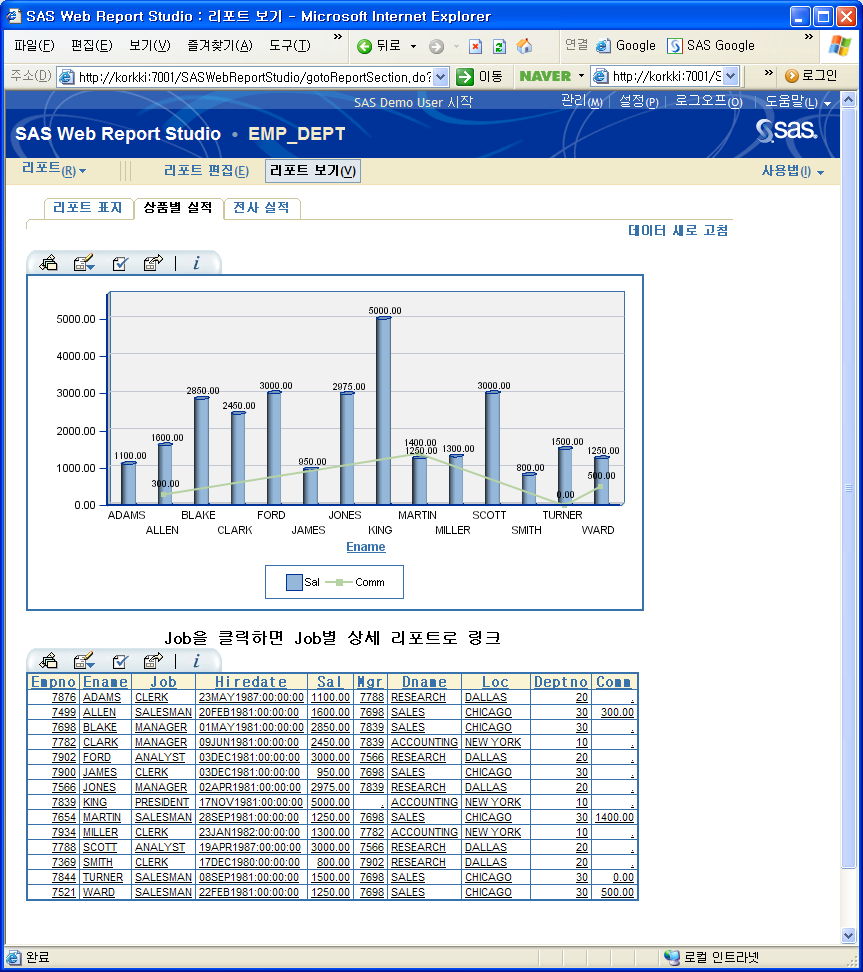 SAS Web Report Studio : 리포트 보기 - Microsoft Internet Explorer
파일(F) 편집(E) 보기(V) 즐겨찾기(A) 도구(T) » 뒤로 연결 Google SAS Google »
주소(D) http://korkki:7001/SASWebReportStudio/gotoReportSection.do? 이동 NAVER http://korkki:7001/S » 로그인
SAS Demo User 시작 관리(M) 설정(P) 로그오프(O) 도움말(L)
SAS Web Report Studio • EMP_DEPT sas.
리포트(R) 리포트 편집(E) 리포트 보기(V) 사용법(I)
리포트 표지 상품별 실적 전사 실적
데이터 새로 고침
i
5000.00
5000.00
4000.00
3000.00
2850.00 2450.00 3000.00 2975.00 3000.00
2000.00
1100.00 1600.00 950.00 1400.00 1250.00 1300.00 800.00 1500.00 1250.00
1000.00
300.00 0.00 500.00
0.00
ADAMS BLAKE FORD JONES MARTIN SCOTT TURNER
ALLEN CLARK JAMES KING MILLER SMITH WARD
Ename
Sal Comm
Job을 클릭하면 Job별 상세 리포트로 링크
i
Empno Ename Job Hiredate Sal Mgr Dname Loc Deptno Comm
7876 ADAMS CLERK 23MAY1987:00:00:00 1100.00 7788 RESEARCH DALLAS 20 .
7499 ALLEN SALESMAN 20FEB1981:00:00:00 1600.00 7698 SALES CHICAGO 30 300.00
7698 BLAKE MANAGER 01MAY1981:00:00:00 2850.00 7839 SALES CHICAGO 30 .
7782 CLARK MANAGER 09JUN1981:00:00:00 2450.00 7839 ACCOUNTING NEW YORK 10 .
7902 FORD ANALYST 03DEC1981:00:00:00 3000.00 7566 RESEARCH DALLAS 20 .
7900 JAMES CLERK 03DEC1981:00:00:00 950.00 7698 SALES CHICAGO 30 .
7566 JONES MANAGER 02APR1981:00:00:00 2975.00 7839 RESEARCH DALLAS 20 .
7839 KING PRESIDENT 17NOV1981:00:00:00 5000.00 . ACCOUNTING NEW YORK 10 .
7654 MARTIN SALESMAN 28SEP1981:00:00:00 1250.00 7698 SALES CHICAGO 30 1400.00
7934 MILLER CLERK 23JAN1982:00:00:00 1300.00 7782 ACCOUNTING NEW YORK 10 .
7788 SCOTT ANALYST 19APR1987:00:00:00 3000.00 7566 RESEARCH DALLAS 20 .
7369 SMITH CLERK 17DEC1980:00:00:00 800.00 7902 RESEARCH DALLAS 20 .
7844 TURNER SALESMAN 08SEP1981:00:00:00 1500.00 7698 SALES CHICAGO 30 0.00
7521 WARD SALESMAN 22FEB1981:00:00:00 1250.00 7698 SALES CHICAGO 30 500.00
완료 로컬 인트라넷